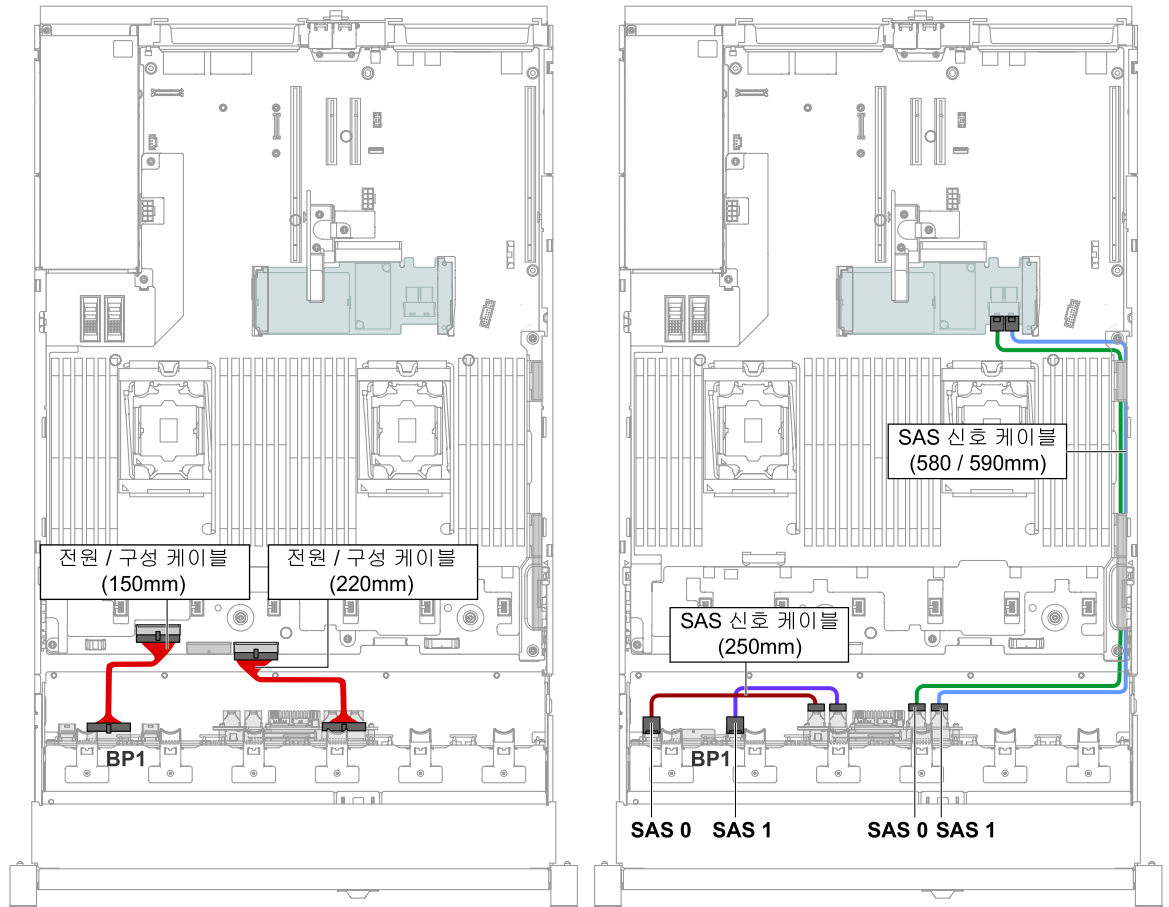 전원 / 구성 케이블
(150mm)
전원 / 구성 케이블
(220mm)
BP1
SAS 신호 케이블
(580 / 590mm)
SAS 신호 케이블
(250mm)
BP1
SAS 0
SAS 1
SAS 0
SAS 1